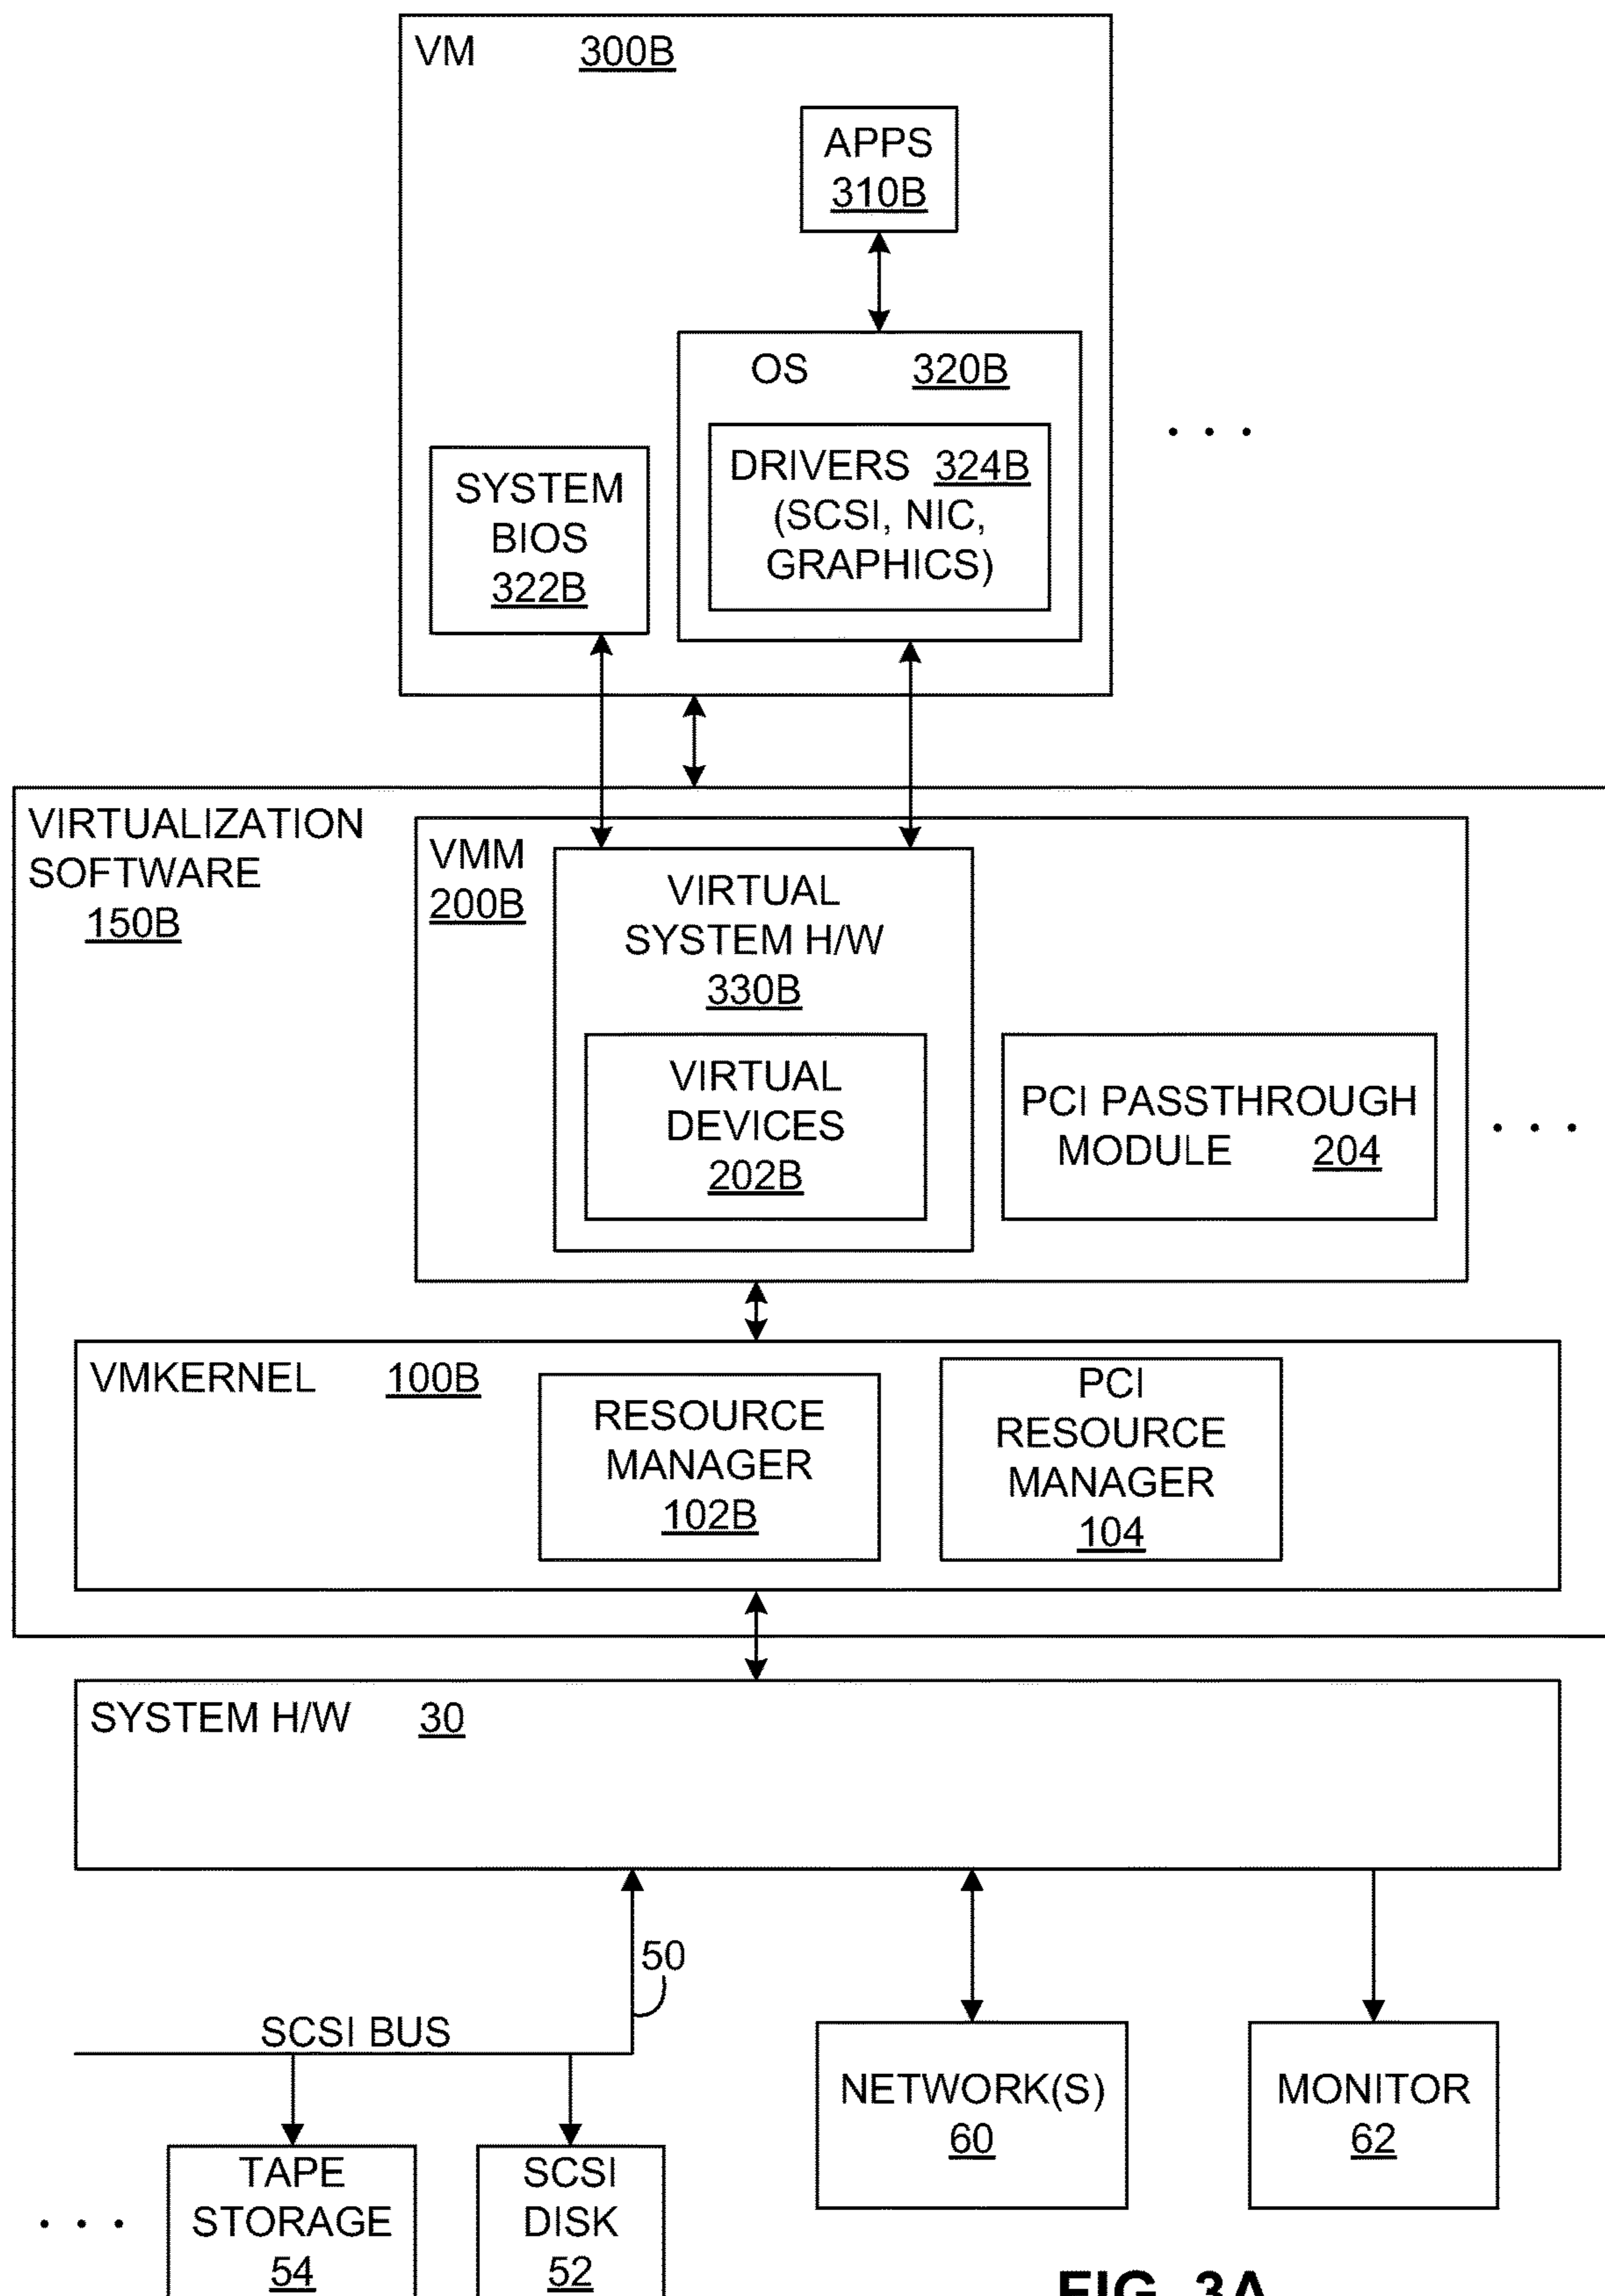 VM 300B
APPS
310B
OS 320B
DRIVERS 324B
(SCSI, NIC,
GRAPHICS)
SYSTEM
BIOS
322B
. . .
VIRTUALIZATION
SOFTWARE
150B
VMM
200B
VIRTUAL
SYSTEM H/W
330B
VIRTUAL
DEVICES
202B
PCI PASSTHROUGH
MODULE 204
. . .
VMKERNEL 100B
RESOURCE
MANAGER
102B
PCI
RESOURCE
MANAGER
104
SYSTEM H/W 30
50
SCSI BUS
NETWORK(S)
60
MONITOR
62
. . .
TAPE
STORAGE
54
SCSI
DISK
52
FIG. 3A